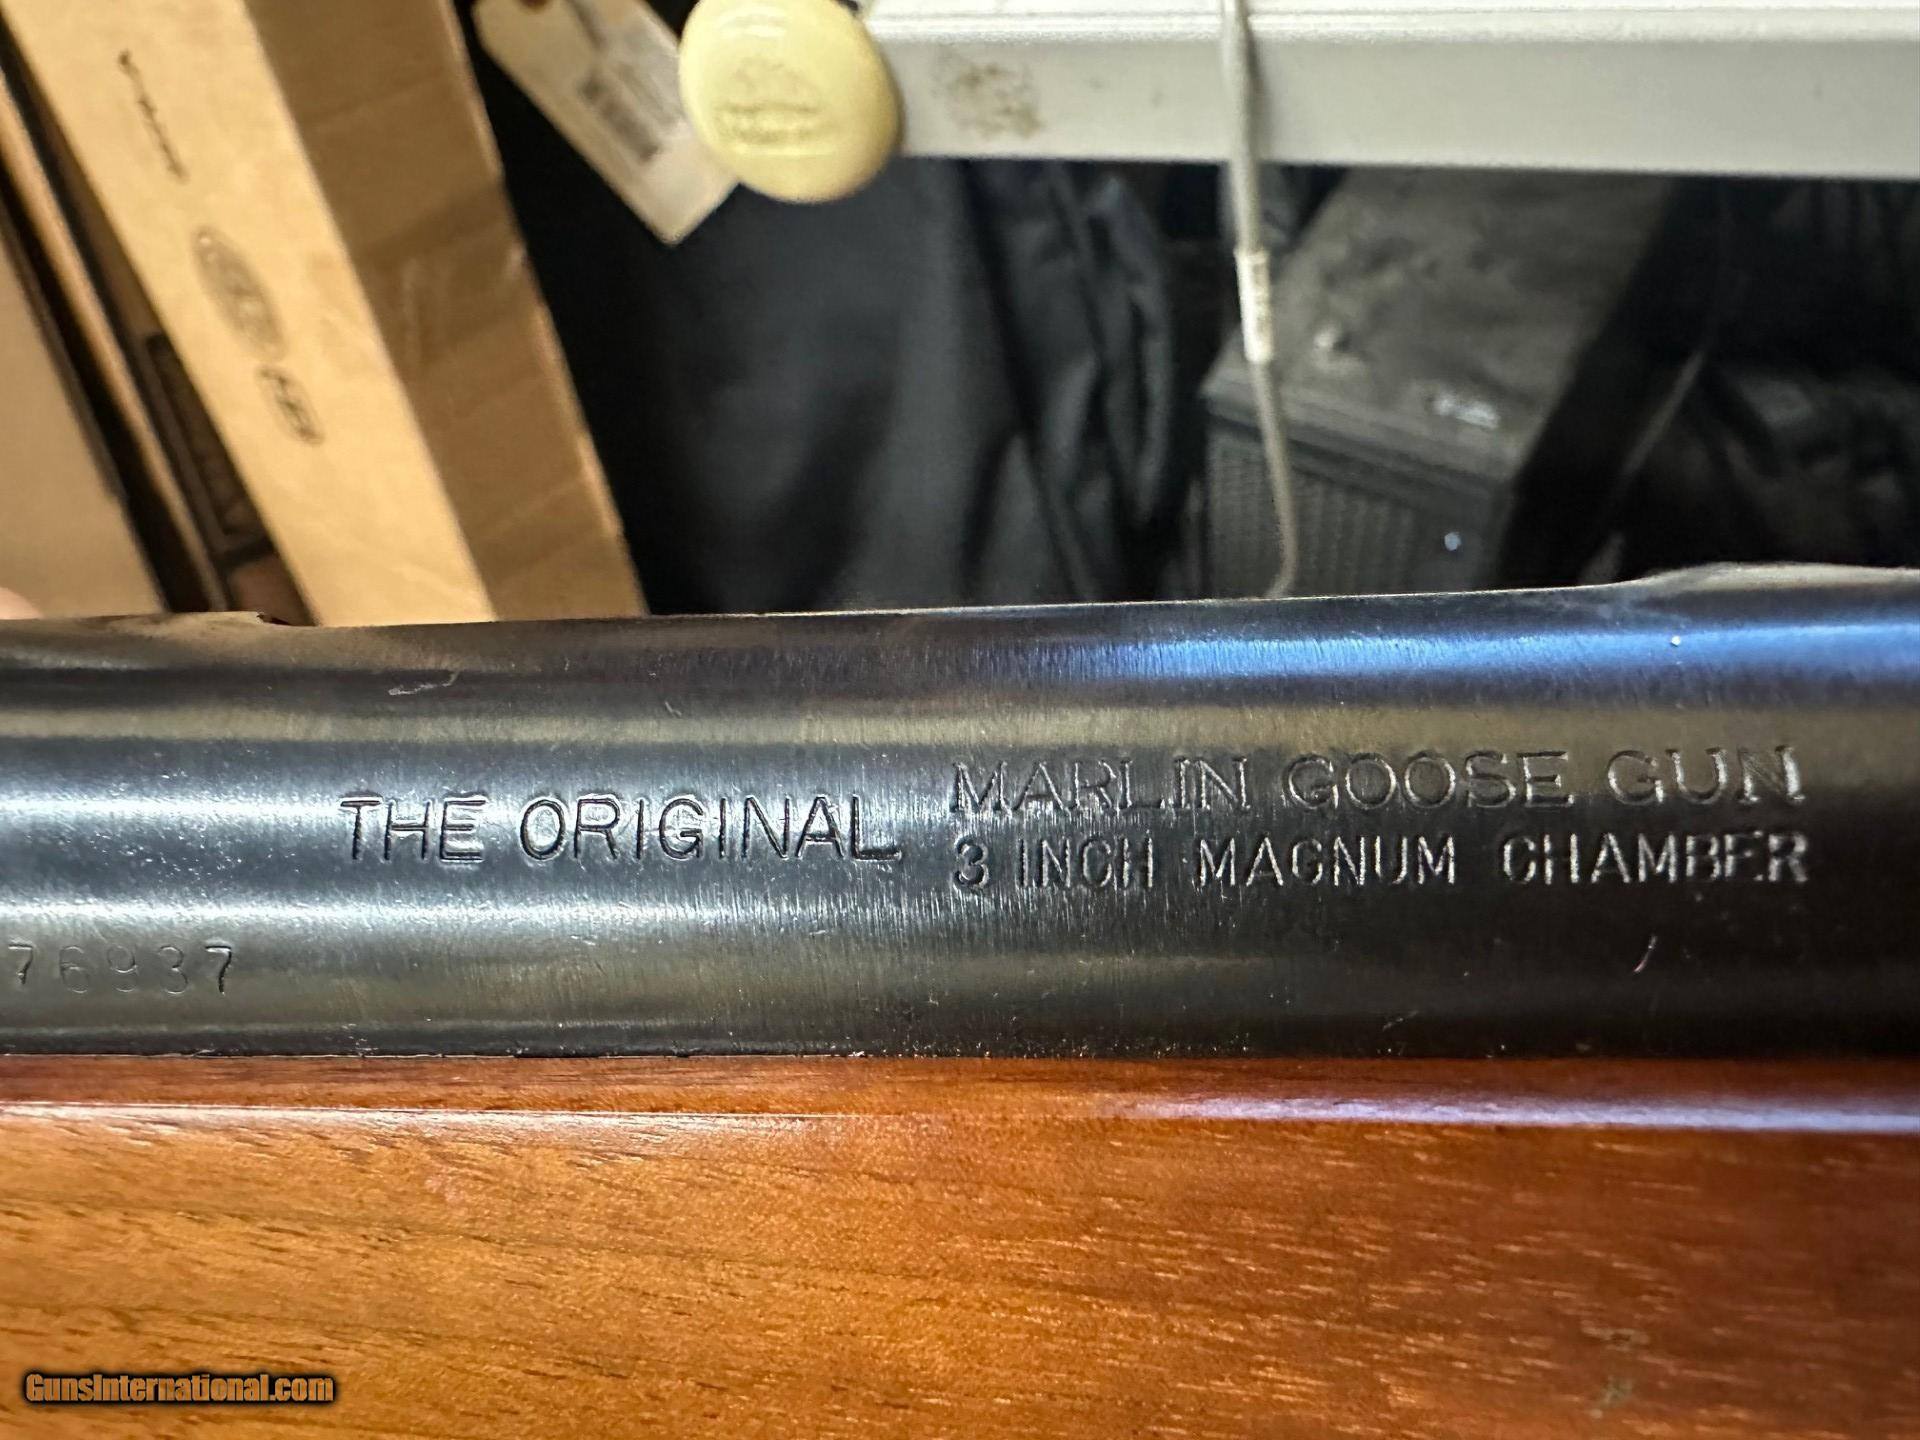 THE ORIGINAL
MARLIN GOOSE GUN
3 INCH MAGNUM CHAMBER
76937
GunsInternational.com